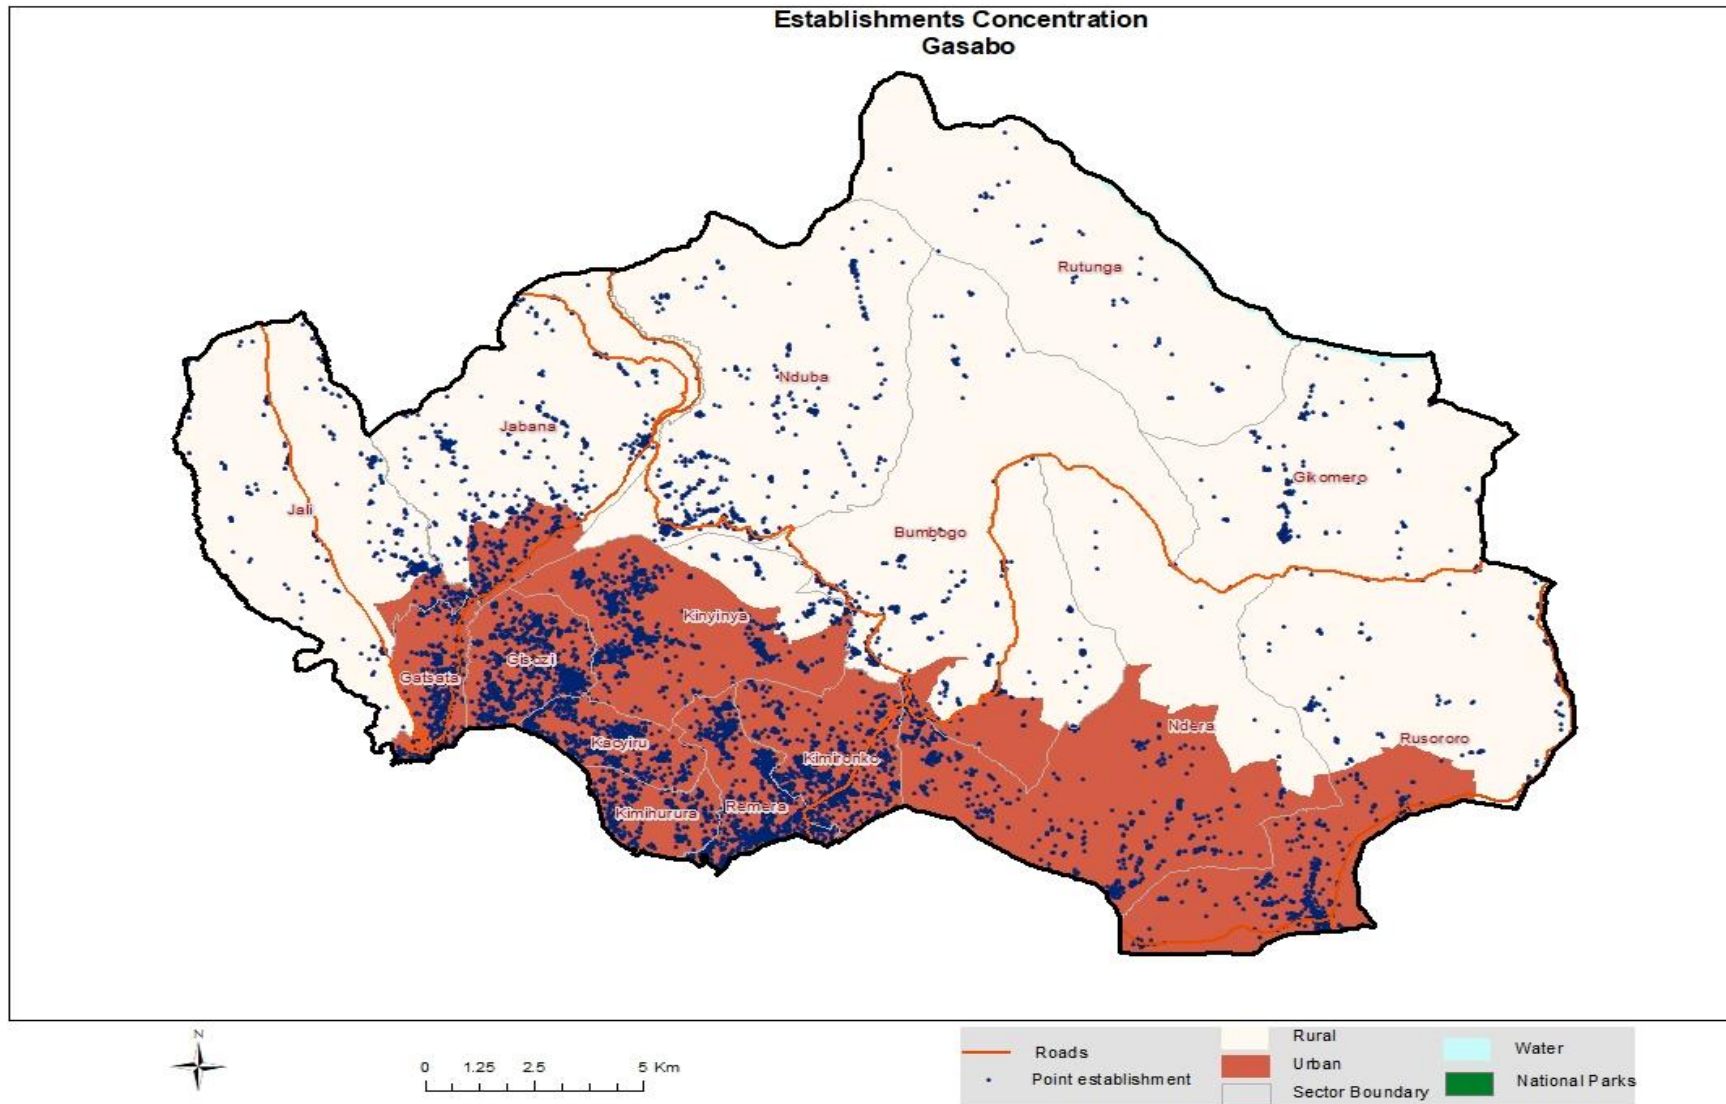 Establishments Concentration
Gasabo
Rutunga
Nduba
Jabana
Gikomero
Jali
Bumbogo
Kinyinya
Gisozi
Gatsata
Ndera
Rusororo
Kacyiru
Kimironko
Remera
Kimihurura
N
0 1.25 2.5 5 Km
Roads
Point establishment
Rural
Urban
Sector Boundary
Water
National Parks